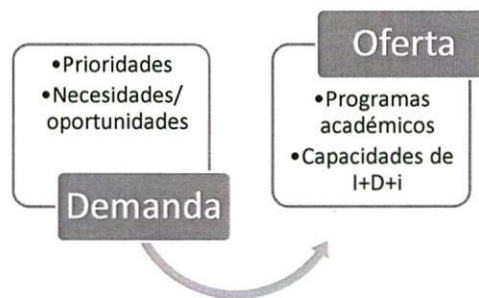 •Prioridades
•Necesidades/
oportunidades
Demanda
Oferta
•Programas
académicos
•Capacidades de
I+D+i